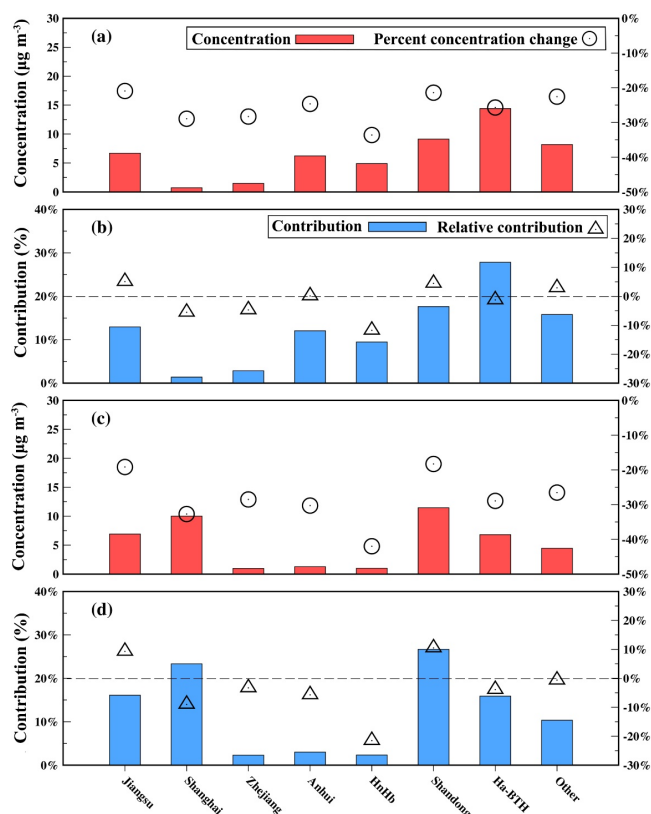 (a)
Concentration
Percent concentration change
Concentration (μg m-3)
30
25
20
15
10
5
0
0%
-10%
-20%
-30%
-40%
-50%
(b)
Contribution
Relative contribution
Contribution (%)
40%
30%
20%
10%
0%
30%
20%
10%
0%
-10%
-20%
-30%
(c)
Concentration (μg m-3)
30
25
20
15
10
5
0
0%
-10%
-20%
-30%
-40%
-50%
(d)
Contribution (%)
40%
30%
20%
10%
0%
30%
20%
10%
0%
-10%
-20%
-30%
Jiangsu
Shanghai
Zhejiang
Anhui
HnHb
Shandong
Ha-BTH
Other